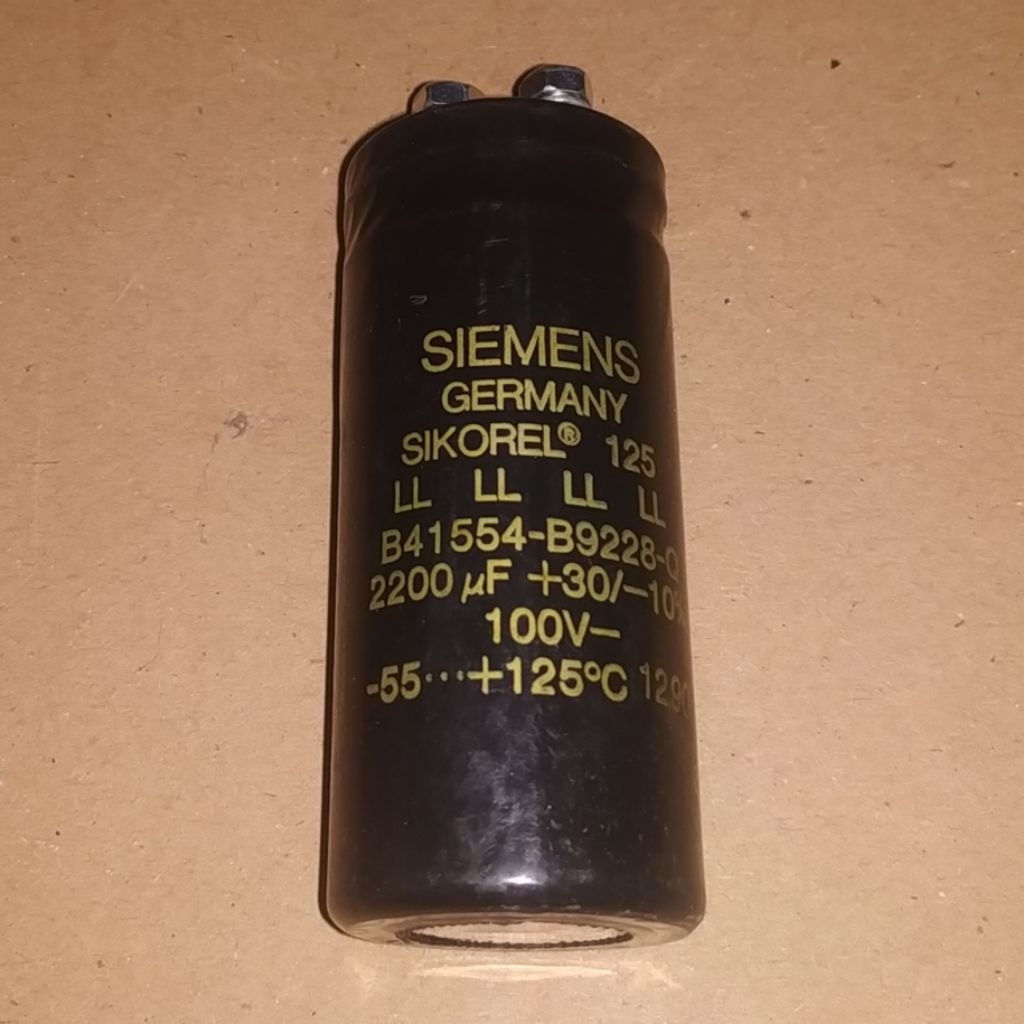 SIEMENS
GERMANY
SIKOREL® 125
LL LL LL LL
B41554-B9228-Q
2200 µF +30/−10%
100V−
-55···+125°C 1290